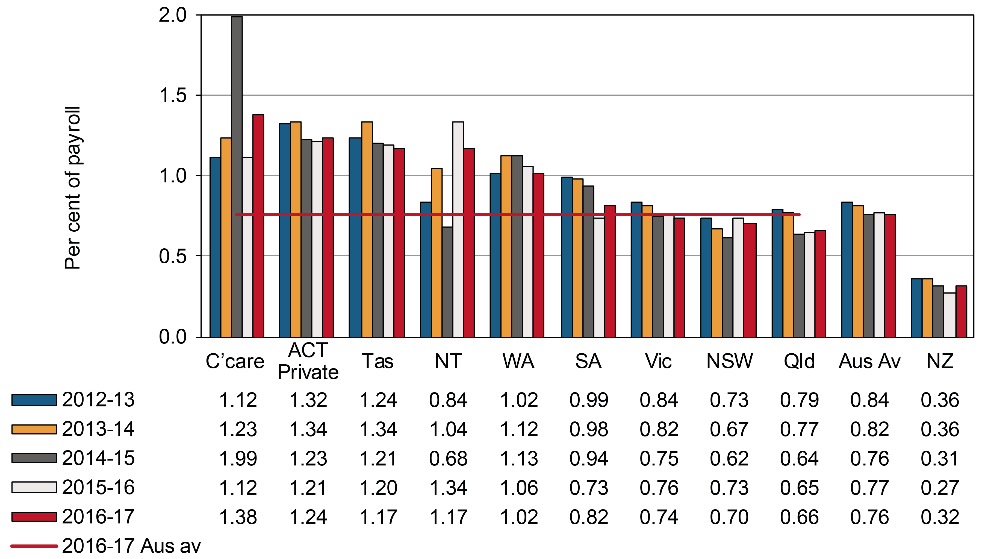 Per cent of payroll
2.0
1.5
1.0
0.5
0.0
C'care ACT Private Tas NT WA SA Vic NSW Qld Aus Av NZ
2012-13 1.12 1.32 1.24 0.84 1.02 0.99 0.84 0.73 0.79 0.84 0.36
2013-14 1.23 1.34 1.34 1.04 1.12 0.98 0.82 0.67 0.77 0.82 0.36
2014-15 1.99 1.23 1.21 0.68 1.13 0.94 0.75 0.62 0.64 0.76 0.31
2015-16 1.12 1.21 1.20 1.34 1.06 0.73 0.76 0.73 0.65 0.77 0.27
2016-17 1.38 1.24 1.17 1.17 1.02 0.82 0.74 0.70 0.66 0.76 0.32
2016-17 Aus av